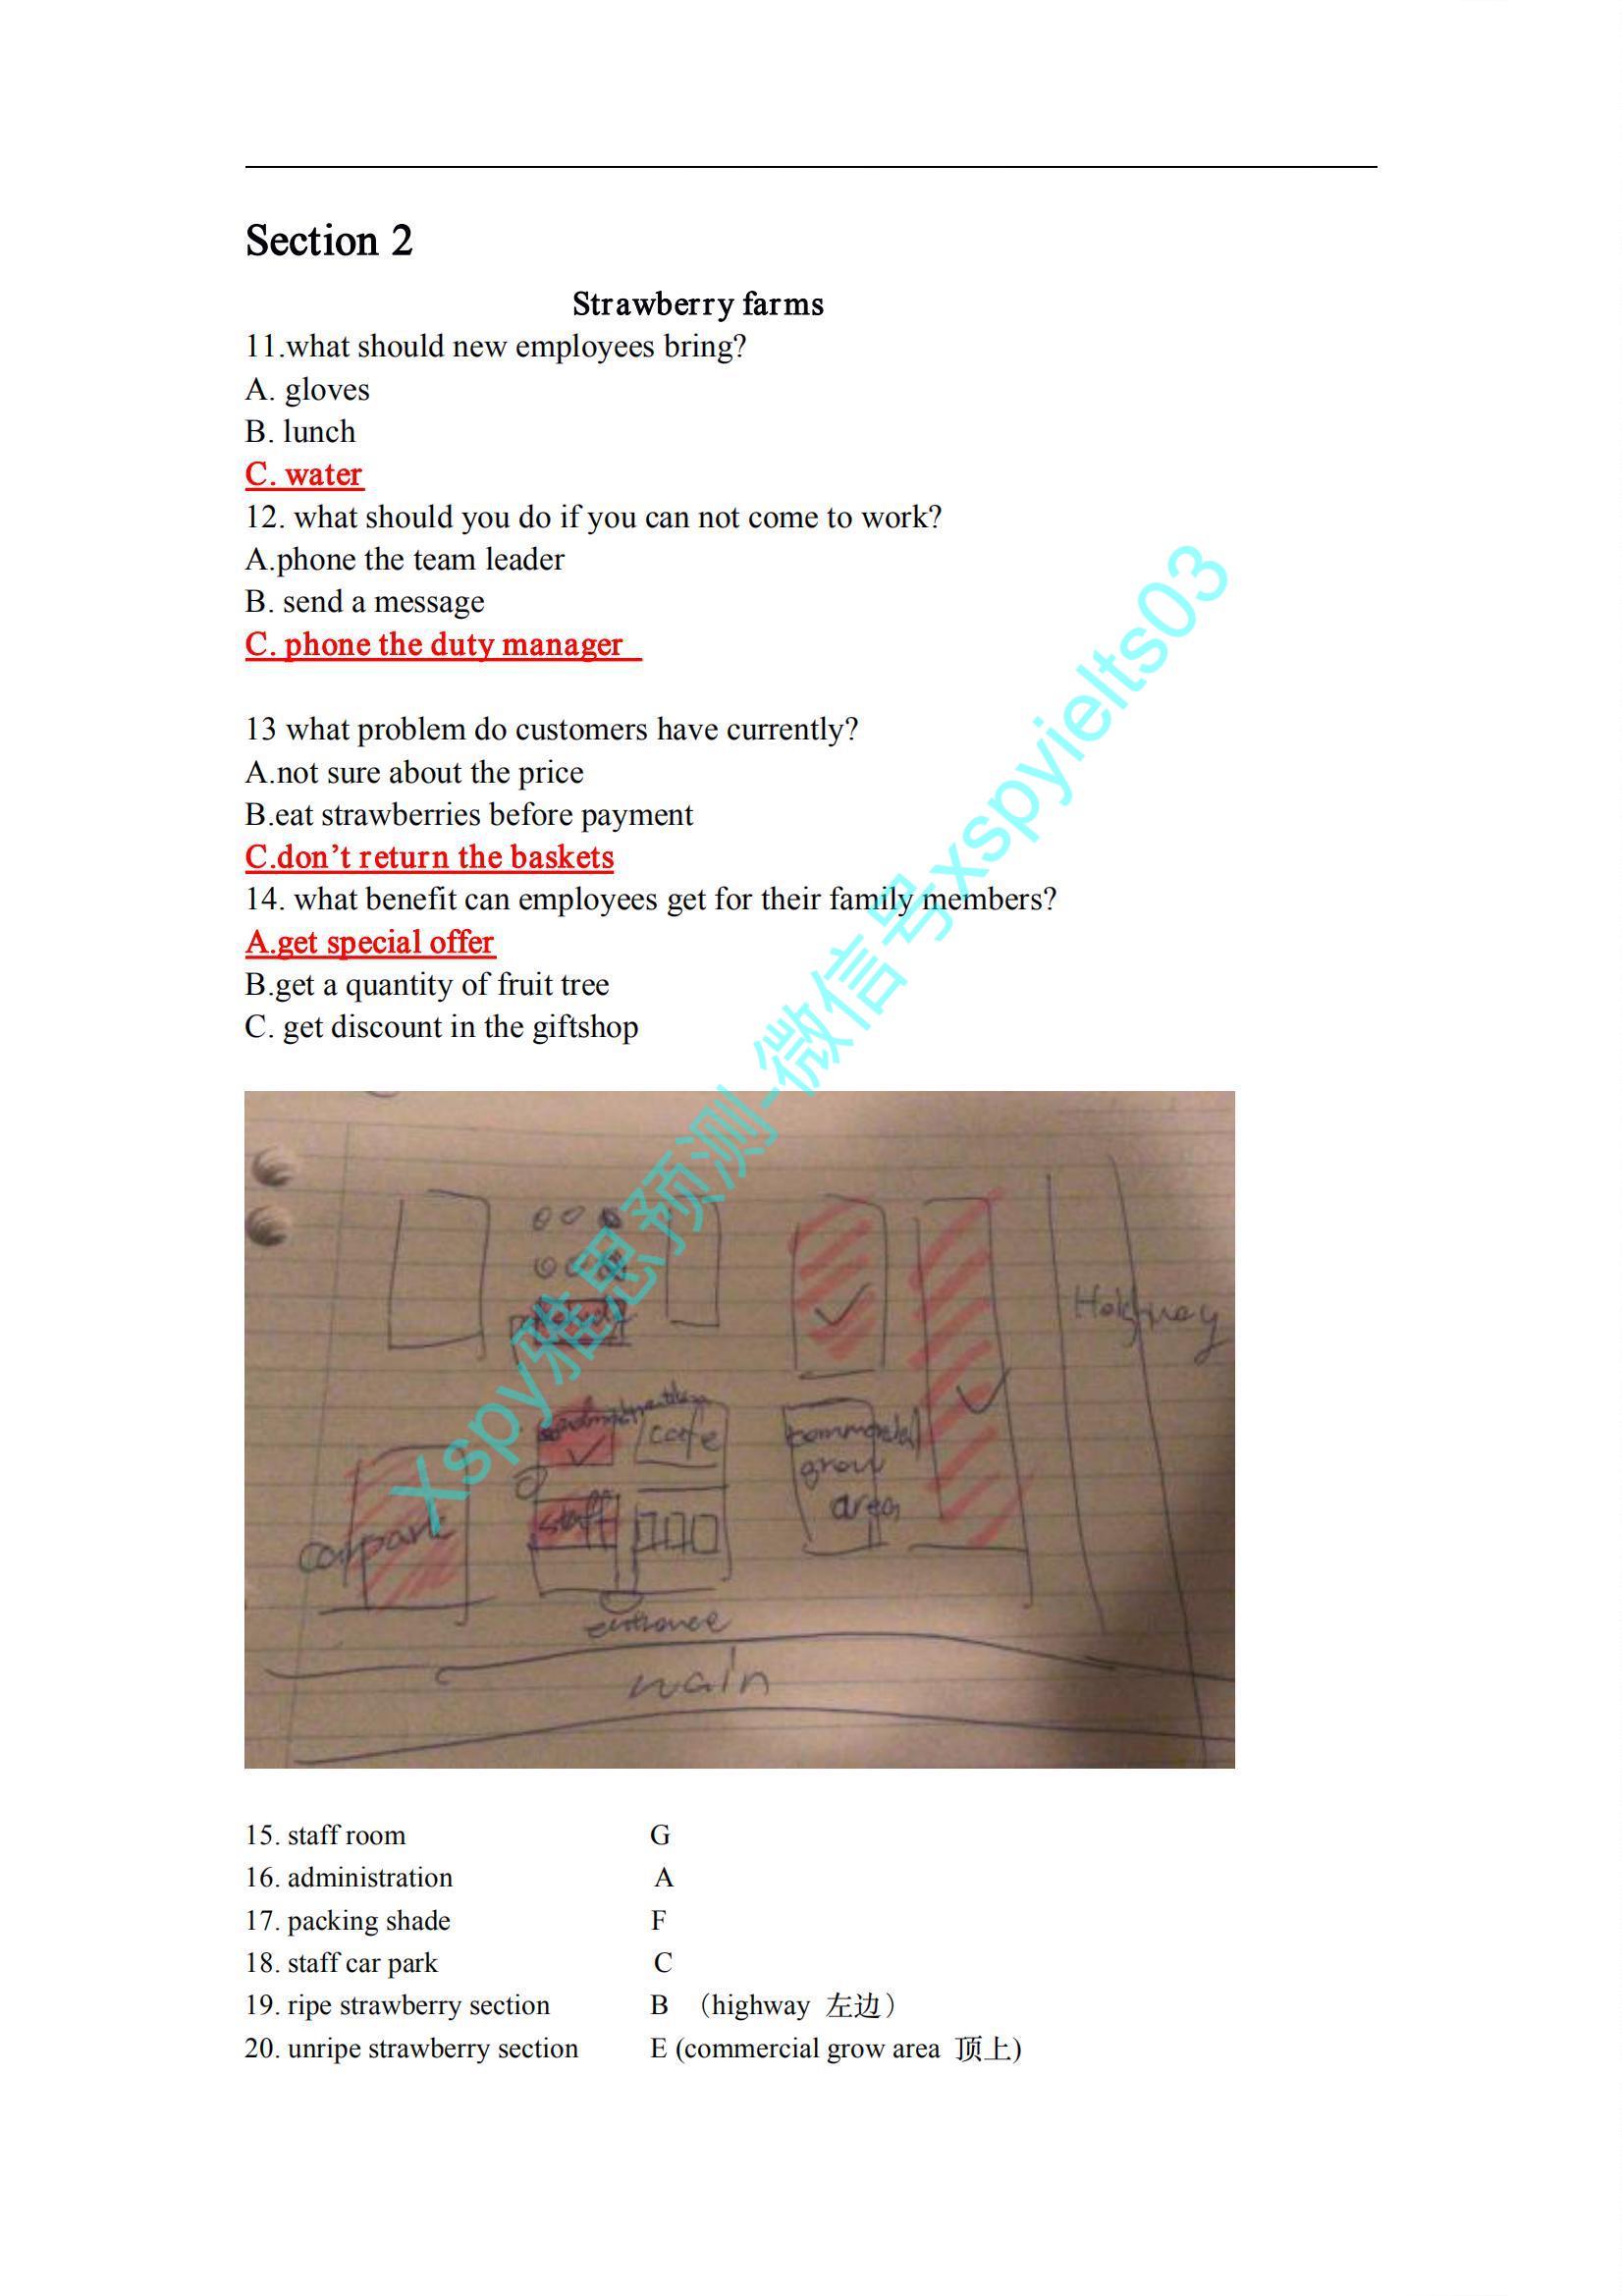 Section 2
Strawberry farms
11.what should new employees bring?
A. gloves
B. lunch
C. water
12. what should you do if you can not come to work?
A.phone the team leader
B. send a message
C. phone the duty manager
13 what problem do customers have currently?
A.not sure about the price
B.eat strawberries before payment
C.don’t return the baskets
14. what benefit can employees get for their family members?
A.get special offer
B.get a quantity of fruit tree
C. get discount in the giftshop
Xspy雅思预测-微信号xspyielts03
cafe
commercial
grow
area
staff
carpark
entrance
main
15. staff room G
16. administration A
17. packing shade F
18. staff car park C
19. ripe strawberry section B （highway 左边）
20. unripe strawberry section E (commercial grow area 顶上)